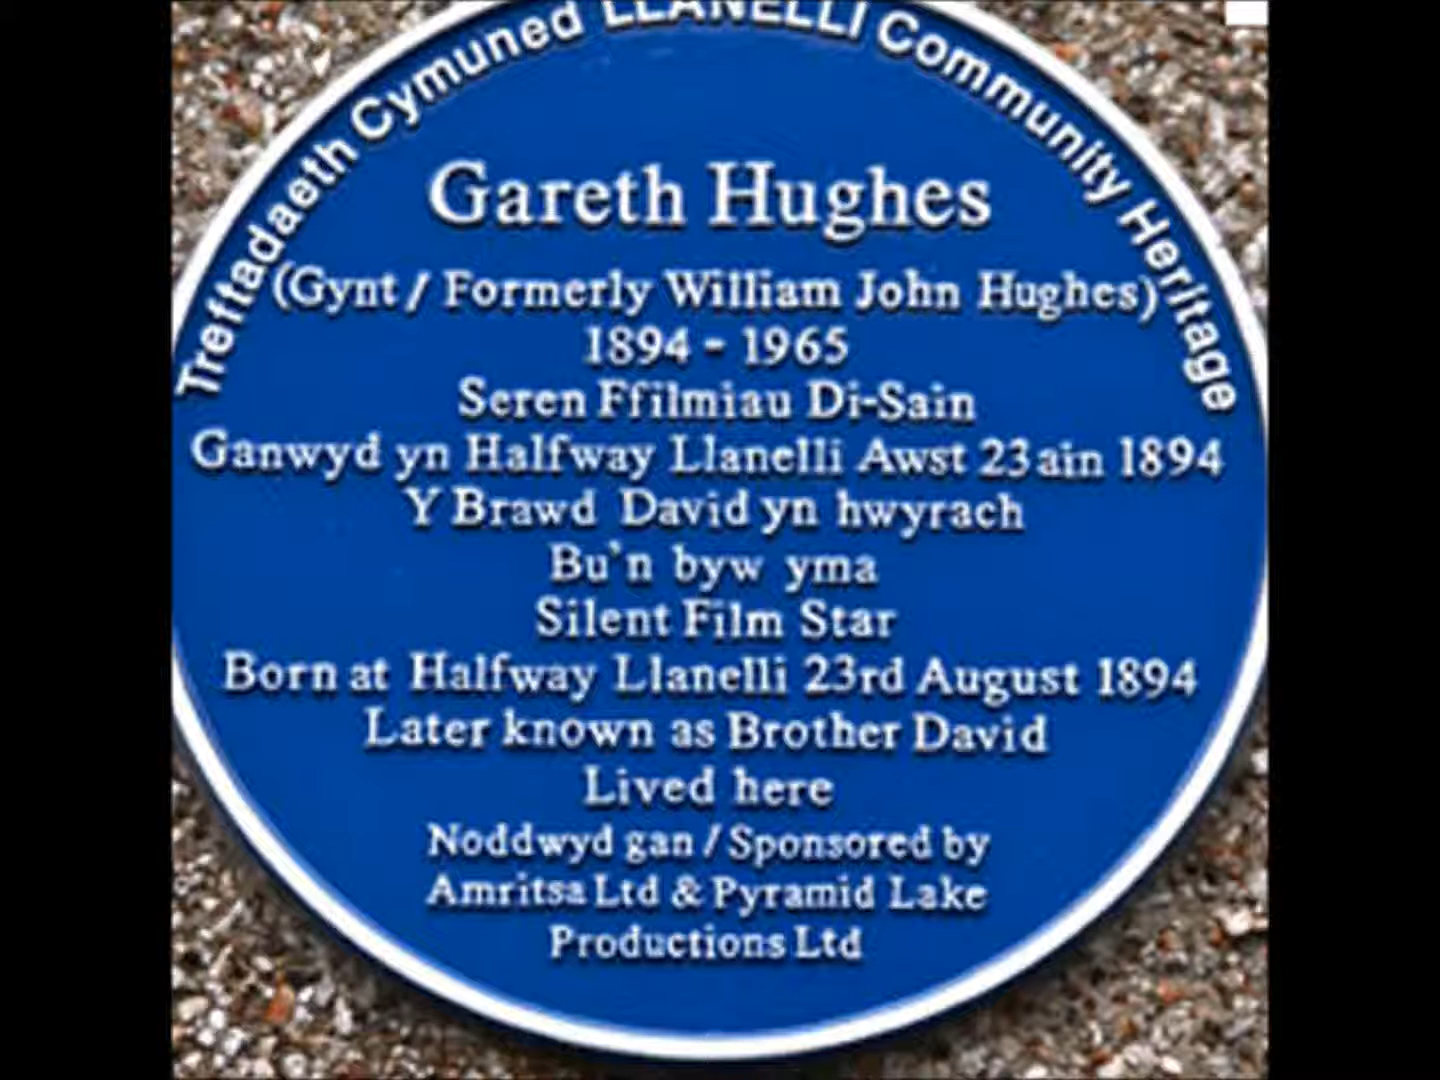 Treftadaeth Cymuned LLANELLI Community Heritage
Gareth Hughes
(Gynt / Formerly William John Hughes)
1894 - 1965
Seren Ffilmiau Di-Sain
Ganwyd yn Halfway Llanelli Awst 23ain 1894
Y Brawd David yn hwyrach
Bu'n byw yma
Silent Film Star
Born at Halfway Llanelli 23rd August 1894
Later known as Brother David
Lived here
Noddwyd gan / Sponsored by
Amritsa Ltd & Pyramid Lake
Productions Ltd